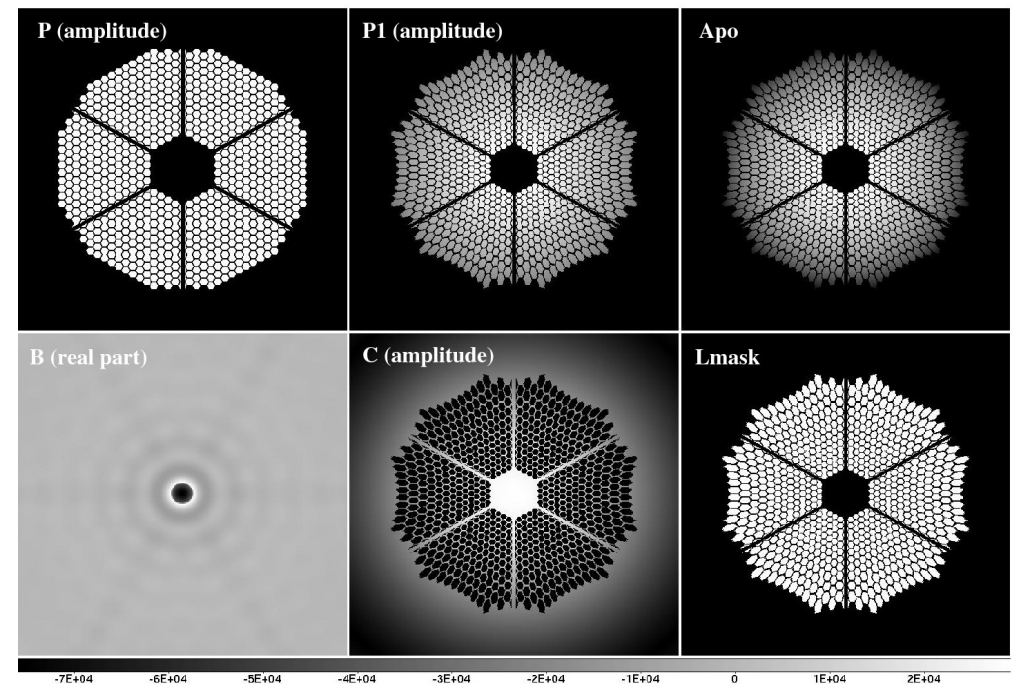 P (amplitude)
P1 (amplitude)
Apo
B (real part)
C (amplitude)
Lmask
-7E+04 -6E+04 -5E+04 -4E+04 -3E+04 -2E+04 -1E+04 0 1E+04 2E+04